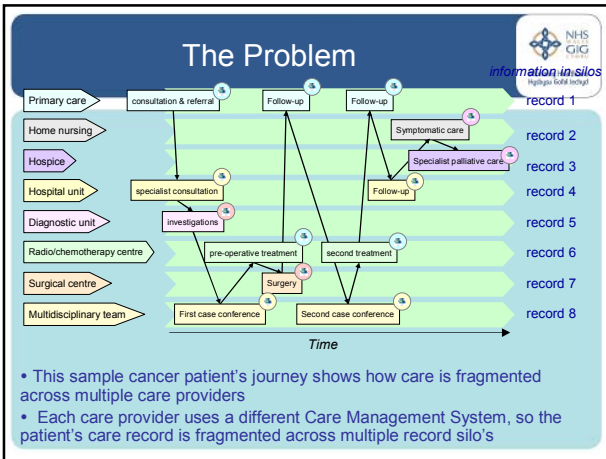 The Problem
NHS
WALES
GIG
CYMRU
information in silos
Hysbysu Gofal Iechyd
Primary care
consultation & referral
Follow-up
Follow-up
record 1
Home nursing
Symptomatic care
record 2
Hospice
Specialist palliative care
record 3
Hospital unit
specialist consultation
Follow-up
record 4
Diagnostic unit
investigations
record 5
Radio/chemotherapy centre
pre-operative treatment
second treatment
record 6
Surgical centre
Surgery
record 7
Multidisciplinary team
First case conference
Second case conference
record 8
Time
• This sample cancer patient's journey shows how care is fragmented
across multiple care providers
• Each care provider uses a different Care Management System, so the
patient's care record is fragmented across multiple record silo's